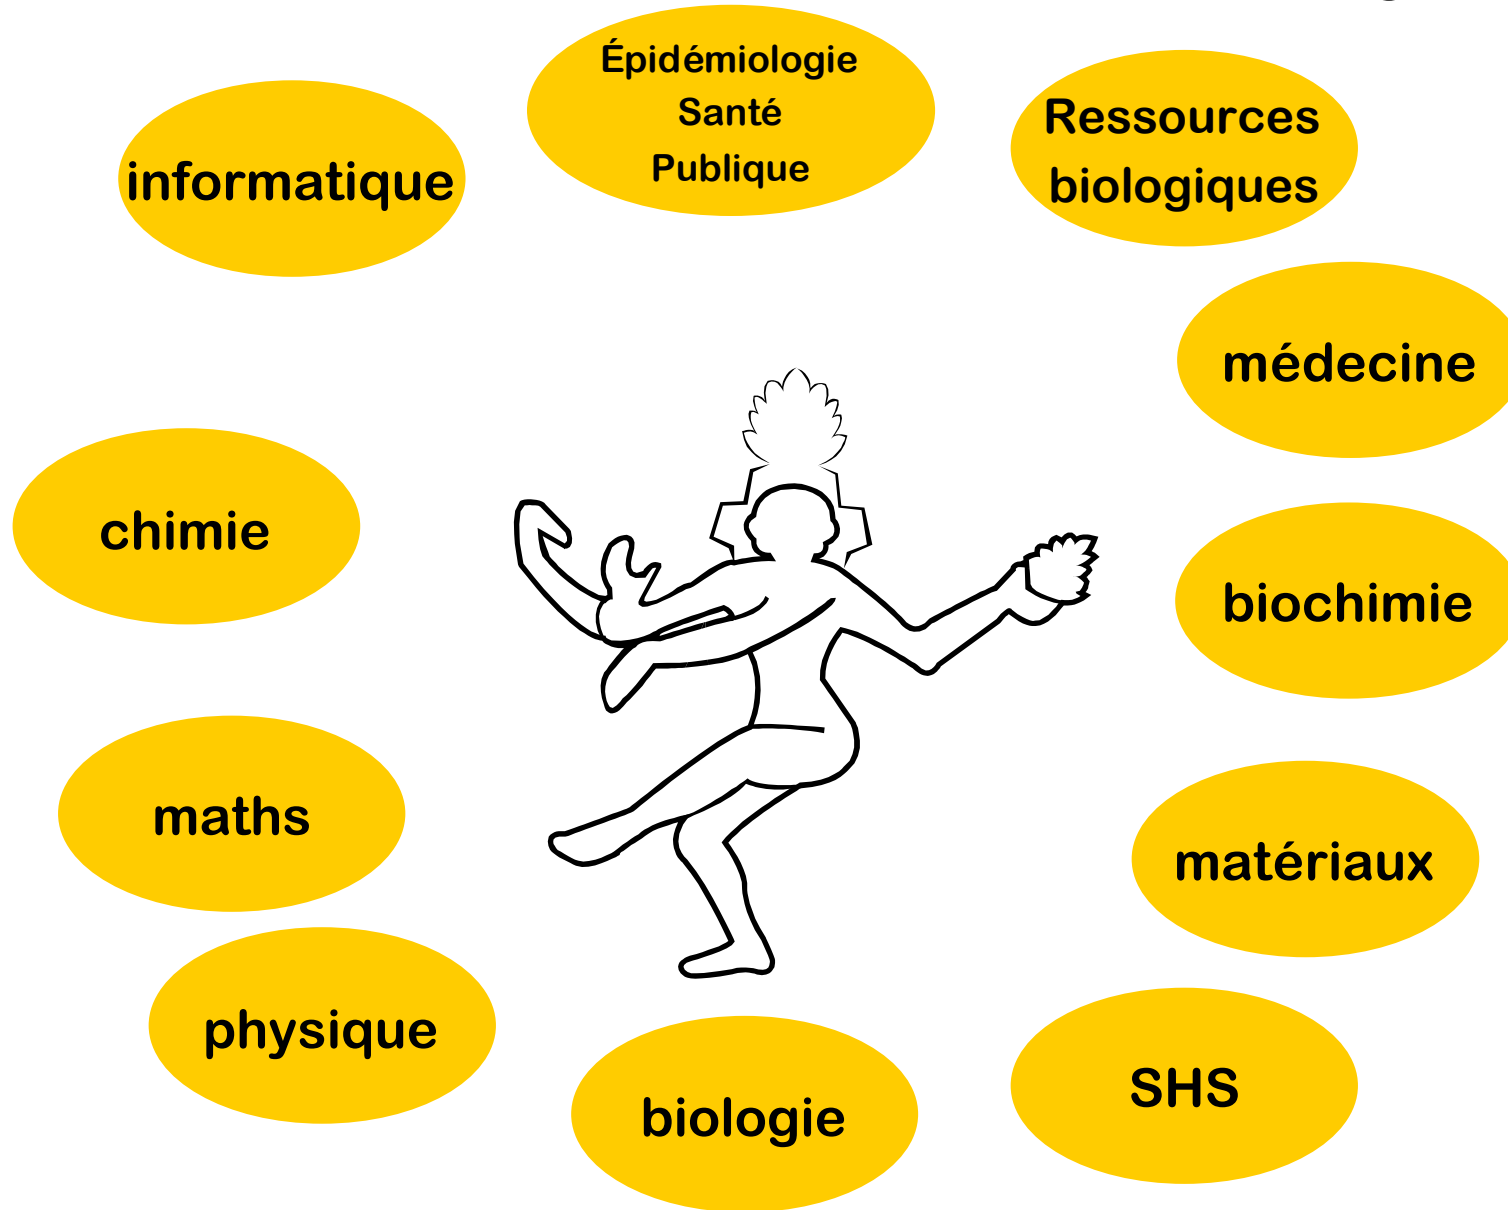 Épidémiologie
Santé
Publique
Ressources
biologiques
informatique
médecine
chimie
biochimie
maths
matériaux
physique
SHS
biologie